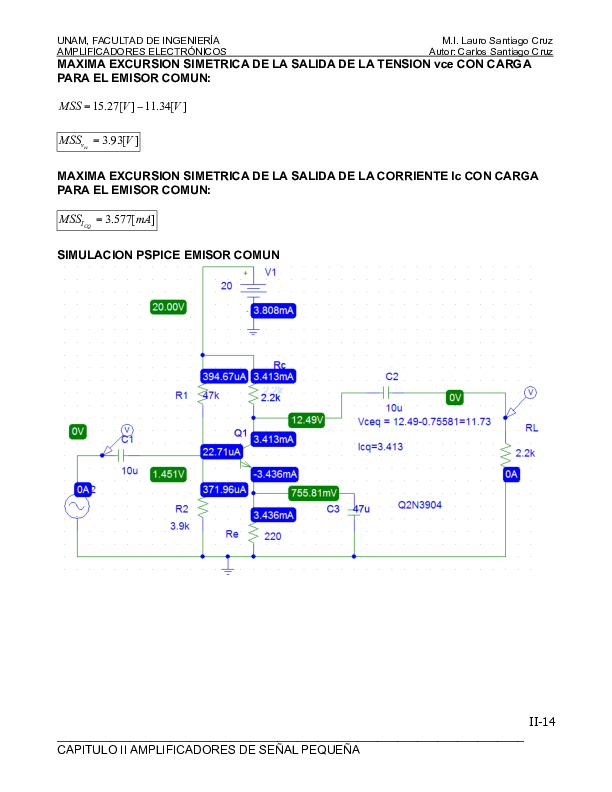 UNAM, FACULTAD DE INGENIERÍA M.I. Lauro Santiago Cruz
AMPLIFICADORES ELECTRÓNICOS Autor: Carlos Santiago Cruz
MAXIMA EXCURSION SIMETRICA DE LA SALIDA DE LA TENSION vce CON CARGA
PARA EL EMISOR COMUN:
MSS = 15.27[V] – 11.34[V]
MSS_vce = 3.93[V]
MAXIMA EXCURSION SIMETRICA DE LA SALIDA DE LA CORRIENTE Ic CON CARGA
PARA EL EMISOR COMUN:
MSS_ICQ = 3.577[mA]
SIMULACION PSPICE EMISOR COMUN
+ V1
20
-
3.808mA
20.00V
Rc
394.67uA 3.413mA
R1 47k
2.2k
C2
10u
0V
V
12.49V
Vceq = 12.49-0.75581=11.73
RL
0V
V
C1
Q1
3.413mA
Icq=3.413
22.71uA
2.2k
10u
1.451V
-3.436mA
0A
0A
371.96uA
755.81mV
R2
3.9k
3.436mA
C3 47u
Q2N3904
Re
220
II-14
CAPITULO II AMPLIFICADORES DE SEÑAL PEQUEÑA